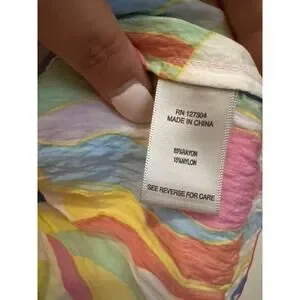 RN 127304
MADE IN CHINA
85%RAYON
15%NYLON
SEE REVERSE FOR CARE